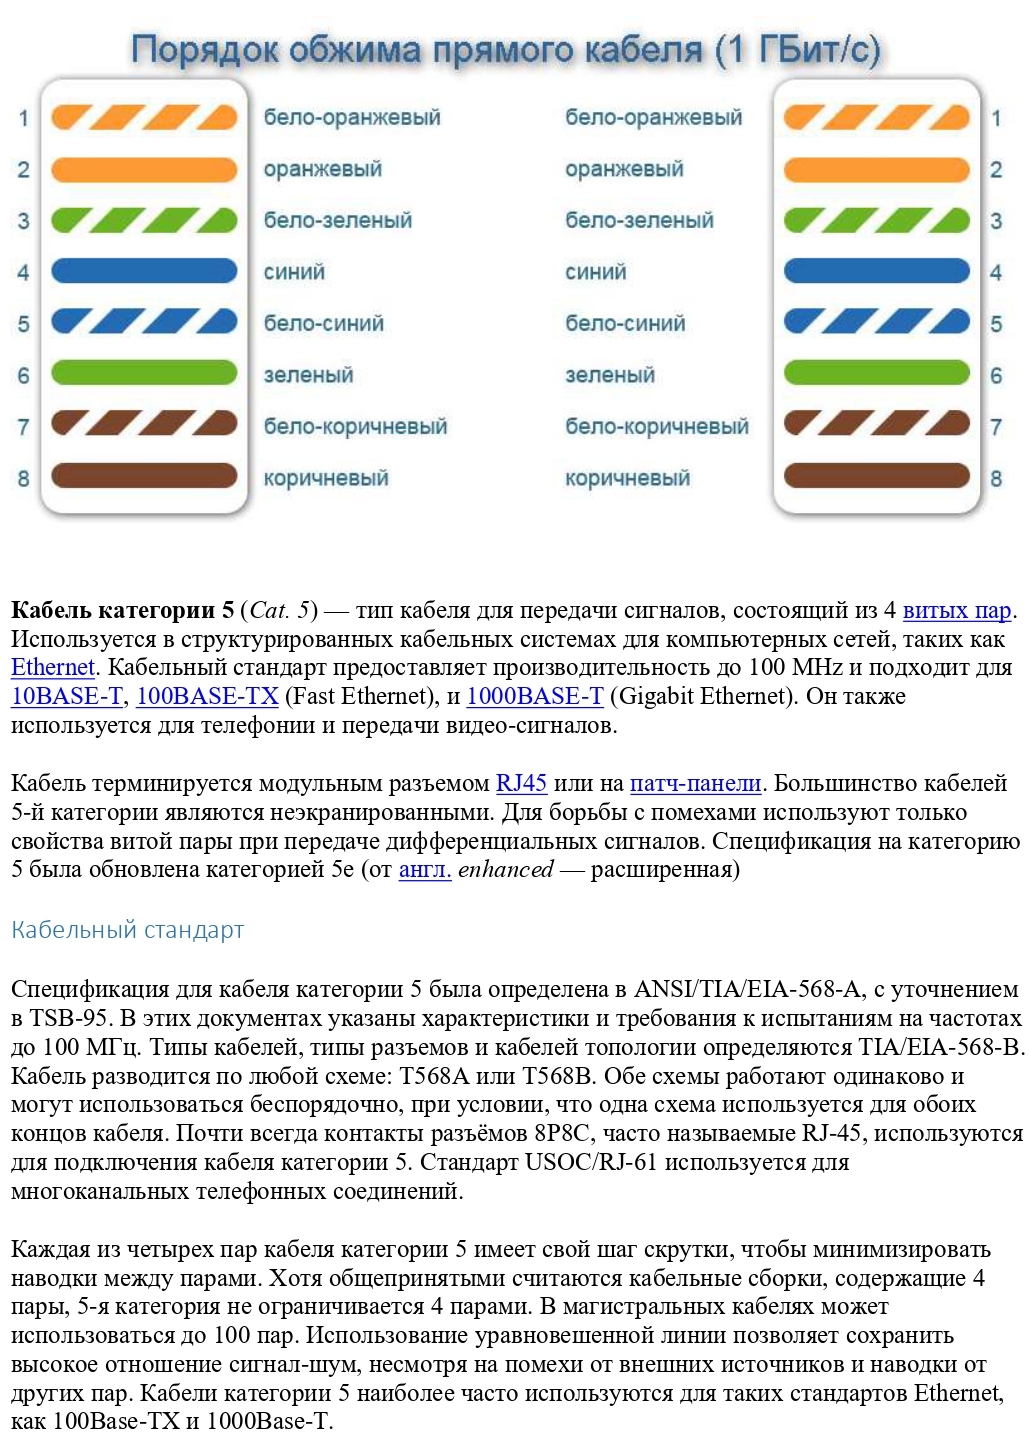 Порядок обжима прямого кабеля (1 ГБит/с)
1 бело-оранжевый бело-оранжевый 1
2 оранжевый оранжевый 2
3 бело-зеленый бело-зеленый 3
4 синий синий 4
5 бело-синий бело-синий 5
6 зеленый зеленый 6
7 бело-коричневый бело-коричневый 7
8 коричневый коричневый 8
Кабель категории 5 (Cat. 5) — тип кабеля для передачи сигналов, состоящий из 4 витых пар.
Используется в структурированных кабельных системах для компьютерных сетей, таких как
Ethernet. Кабельный стандарт предоставляет производительность до 100 MHz и подходит для
10BASE-T, 100BASE-TX (Fast Ethernet), и 1000BASE-T (Gigabit Ethernet). Он также
используется для телефонии и передачи видео-сигналов.
Кабель терминируется модульным разъемом RJ45 или на патч-панели. Большинство кабелей
5-й категории являются неэкранированными. Для борьбы с помехами используют только
свойства витой пары при передаче дифференциальных сигналов. Спецификация на категорию
5 была обновлена категорией 5e (от англ. enhanced — расширенная)
Кабельный стандарт
Спецификация для кабеля категории 5 была определена в ANSI/TIA/EIA-568-A, с уточнением
в TSB-95. В этих документах указаны характеристики и требования к испытаниям на частотах
до 100 МГц. Типы кабелей, типы разъемов и кабелей топологии определяются TIA/EIA-568-B.
Кабель разводится по любой схеме: T568A или T568B. Обе схемы работают одинаково и
могут использоваться беспорядочно, при условии, что одна схема используется для обоих
концов кабеля. Почти всегда контакты разъёмов 8P8C, часто называемые RJ-45, используются
для подключения кабеля категории 5. Стандарт USOC/RJ-61 используется для
многоканальных телефонных соединений.
Каждая из четырех пар кабеля категории 5 имеет свой шаг скрутки, чтобы минимизировать
наводки между парами. Хотя общепринятыми считаются кабельные сборки, содержащие 4
пары, 5-я категория не ограничивается 4 парами. В магистральных кабелях может
использоваться до 100 пар. Использование уравновешенной линии позволяет сохранить
высокое отношение сигнал-шум, несмотря на помехи от внешних источников и наводки от
других пар. Кабели категории 5 наиболее часто используются для таких стандартов Ethernet,
как 100Base-TX и 1000Base-T.